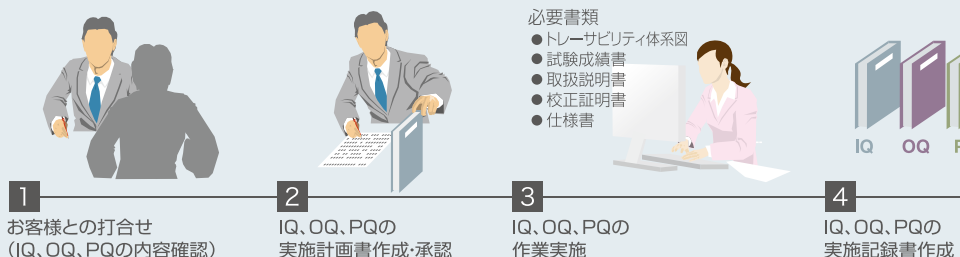 必要書類
●トレーサビリティ体系図
●試験成績書
●取扱説明書
●校正証明書
●仕様書
IQ OQ
1
お客様との打合せ
(IQ、OQ、PQの内容確認)
2
IQ、OQ、PQの
実施計画書作成・承認
3
IQ、OQ、PQの
作業実施
4
IQ、OQ、PQの
実施記録書作成